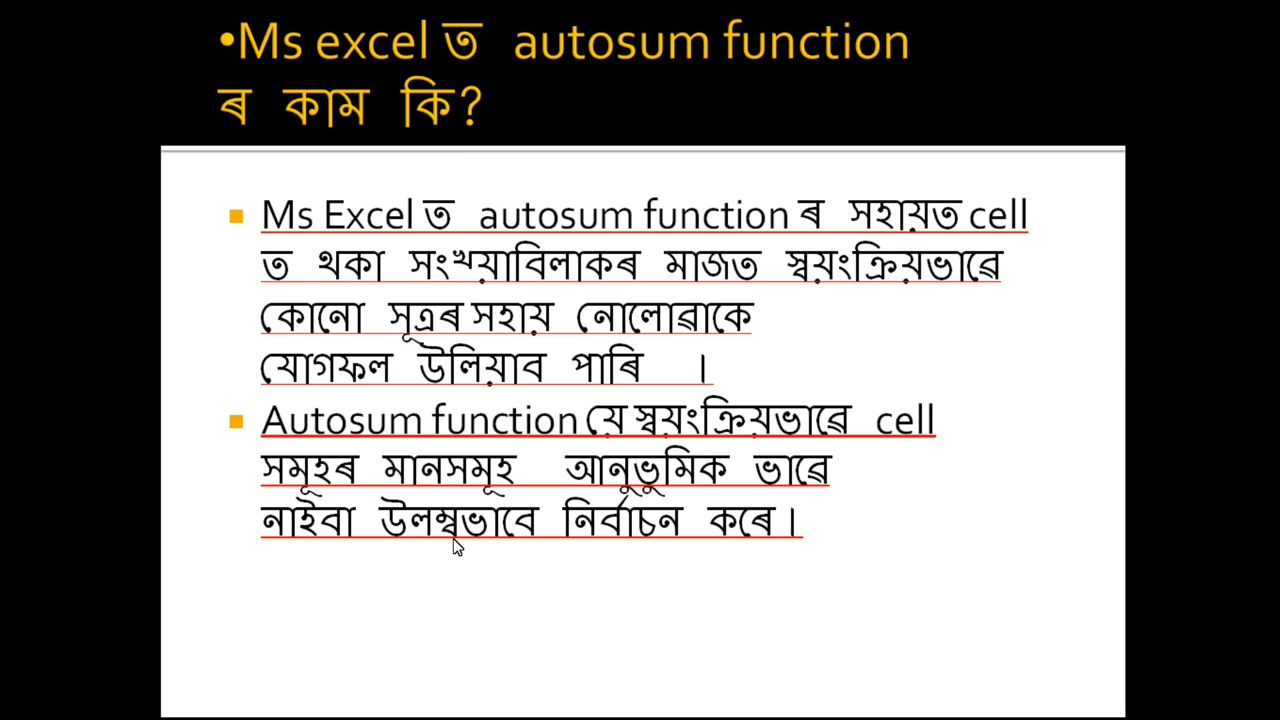 •Ms excel ত autosum function
ৰ কাম কি?
Ms Excel ত autosum function ৰ সহায়ত cell
ত থকা সংখ্যাবিলাকৰ মাজত স্বয়ংক্ৰিয়ভাৱে
কোনো সূত্ৰৰ সহায় নোলোৱাকে
যোগফল উলিয়াব পাৰি ।
Autosum function যে স্বয়ংক্ৰিয়ভাৱে cell
সমূহৰ মানসমূহ আনুভুমিক ভাৱে
নাইবা উলম্বভাবে নিৰ্বাচন কৰে।